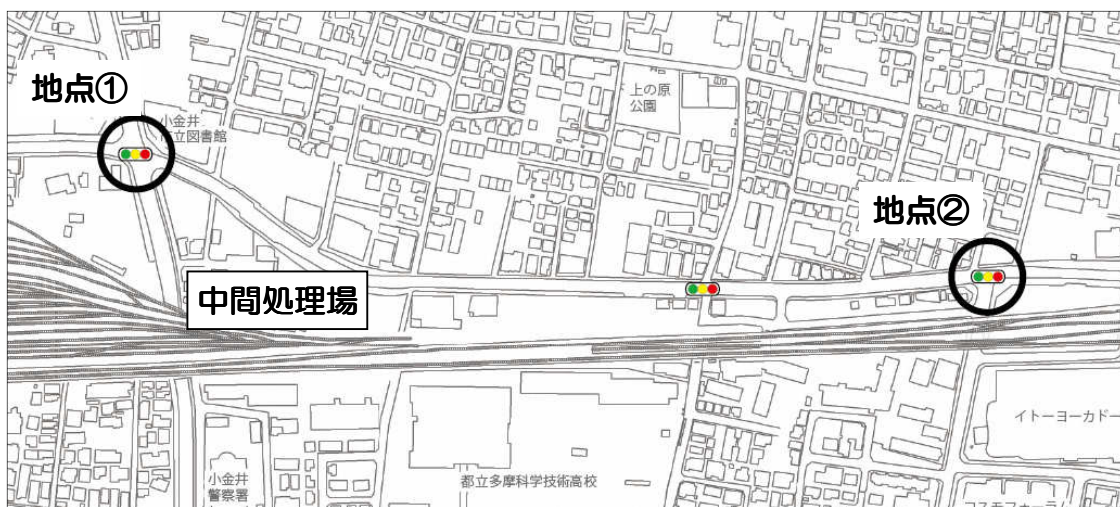 地点①
小金井
市立図書館
上の原
公園
地点②
中間処理場
イトーヨーカドー
小金井
警察署
都立多摩科学技術高校